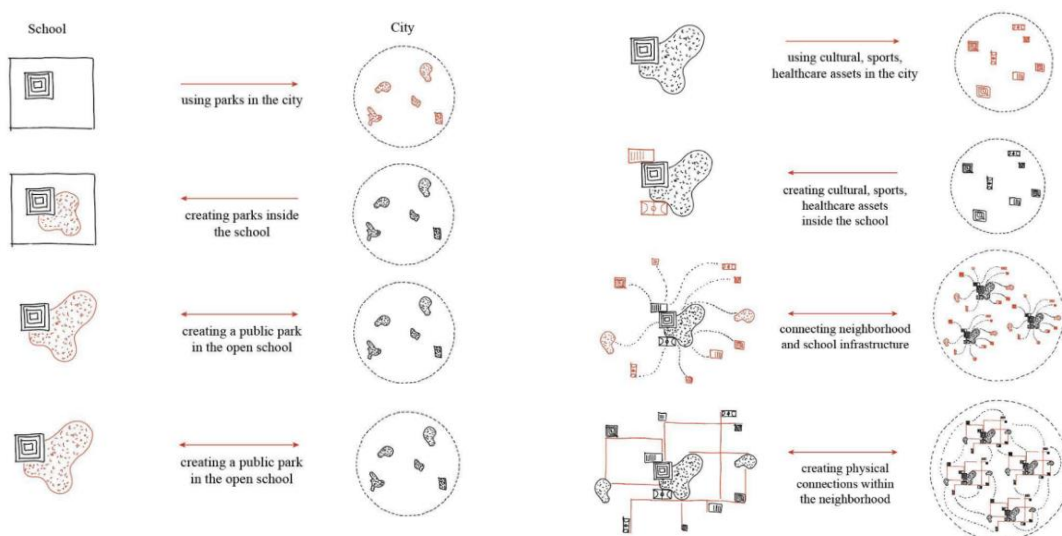 School
City
using parks in the city
creating parks inside
the school
creating a public park
in the open school
creating a public park
in the open school
using cultural, sports,
healthcare assets in the city
creating cultural, sports,
healthcare assets
inside the school
connecting neighborhood
and school infrastructure
creating physical
connections within
the neighborhood